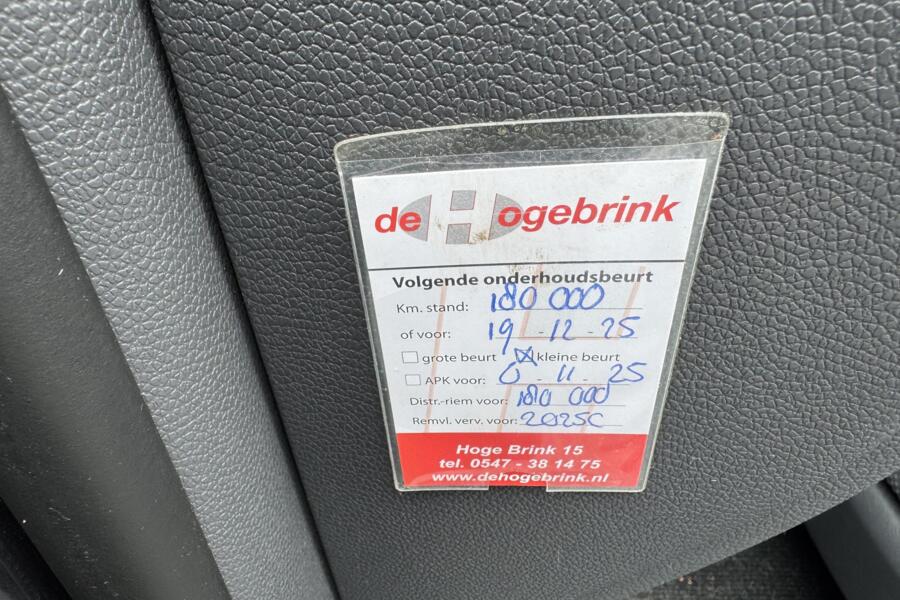 de Hogebrink
Volgende onderhoudsbeurt
Km. stand: 180 000
of voor: 19 - 12 - 25
grote beurt kleine beurt
APK voor: - 11 - 25
Distr.-riem voor: 180 000
Remvl. verv. voor:
Hoge Brink 15
tel. 0547 - 38 14 75
www.dehogebrink.nl